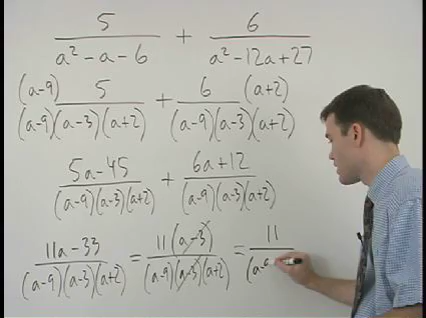 5/(a² - a - 6) + 6/(a² - 12a + 27)
(a-9) 5/((a-9)(a-3)(a+2)) + 6 (a+2)/((a-9)(a-3)(a+2))
(5a - 45)/((a-9)(a-3)(a+2)) + (6a + 12)/((a-9)(a-3)(a+2))
(11a - 33)/((a-9)(a-3)(a+2)) = 11(a-3)/((a-9)(a-3)(a+2)) = 11/(a-9